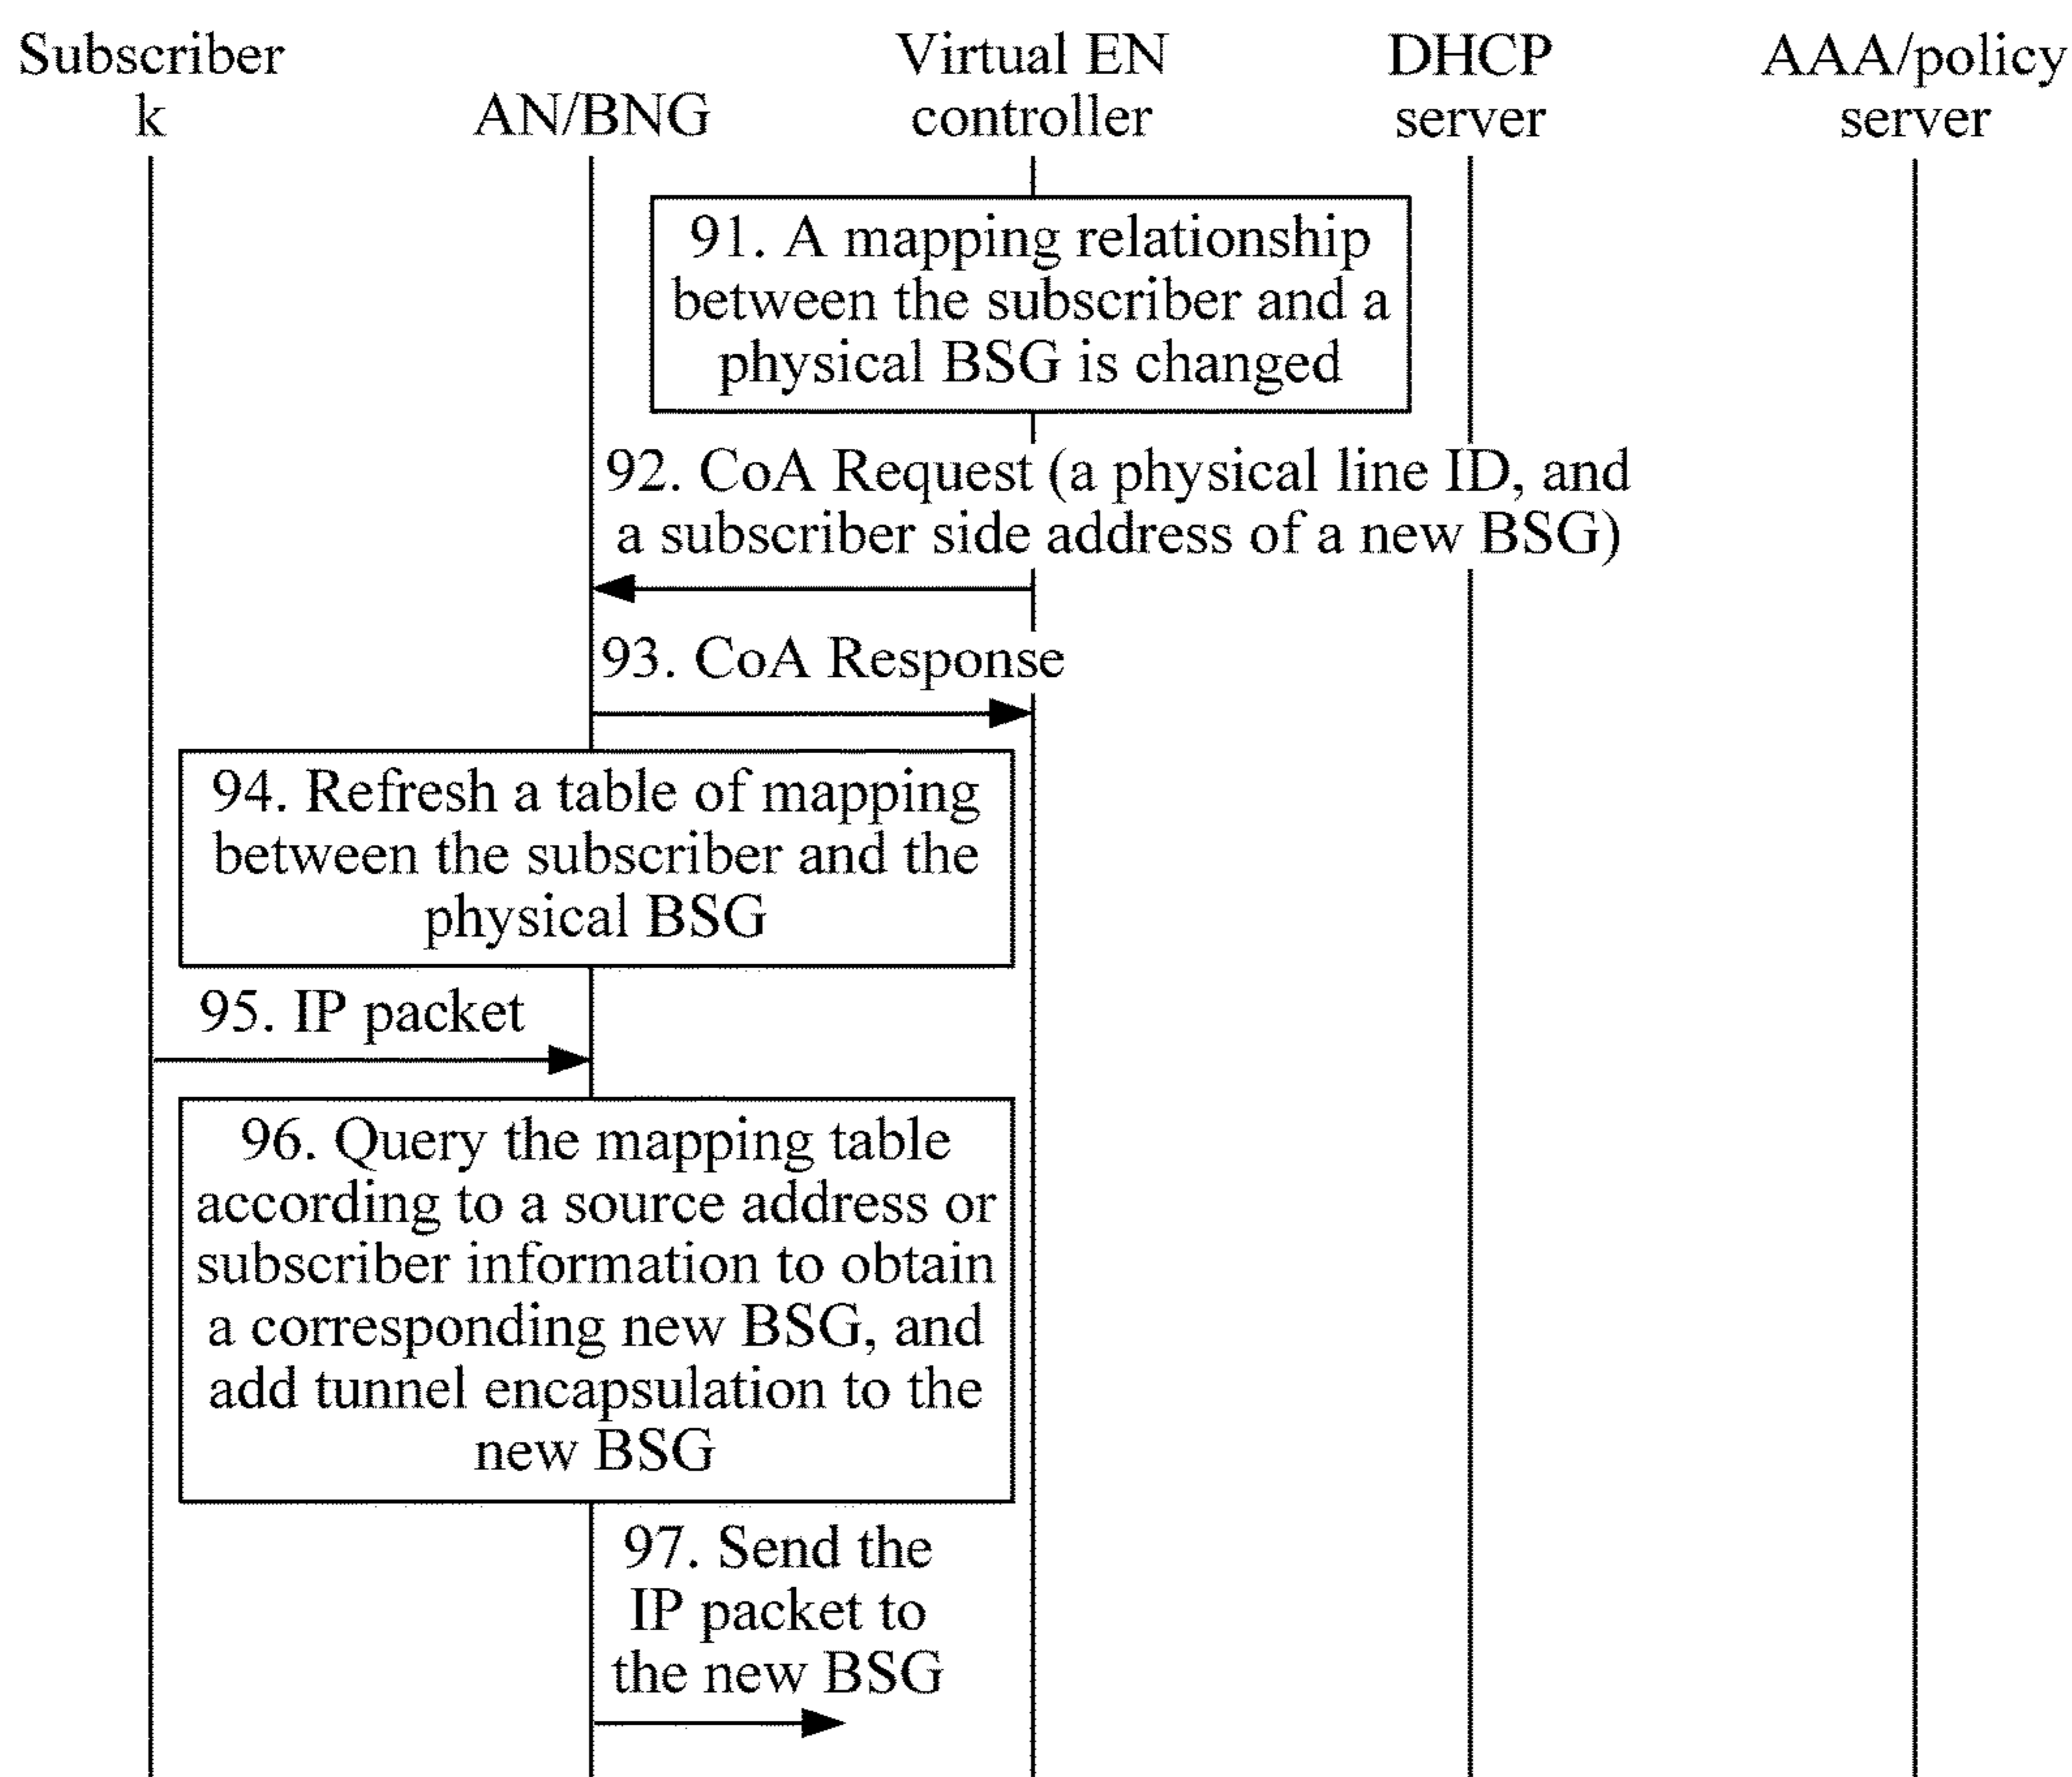 Subscriber
k
AN/BNG
Virtual EN
controller
DHCP
server
AAA/policy
server
91. A mapping relationship
between the subscriber and a
physical BSG is changed
92. CoA Request (a physical line ID, and
a subscriber side address of a new BSG)
93. CoA Response
94. Refresh a table of mapping
between the subscriber and the
physical BSG
95. IP packet
96. Query the mapping table
according to a source address or
subscriber information to obtain
a corresponding new BSG, and
add tunnel encapsulation to the
new BSG
97. Send the
IP packet to
the new BSG